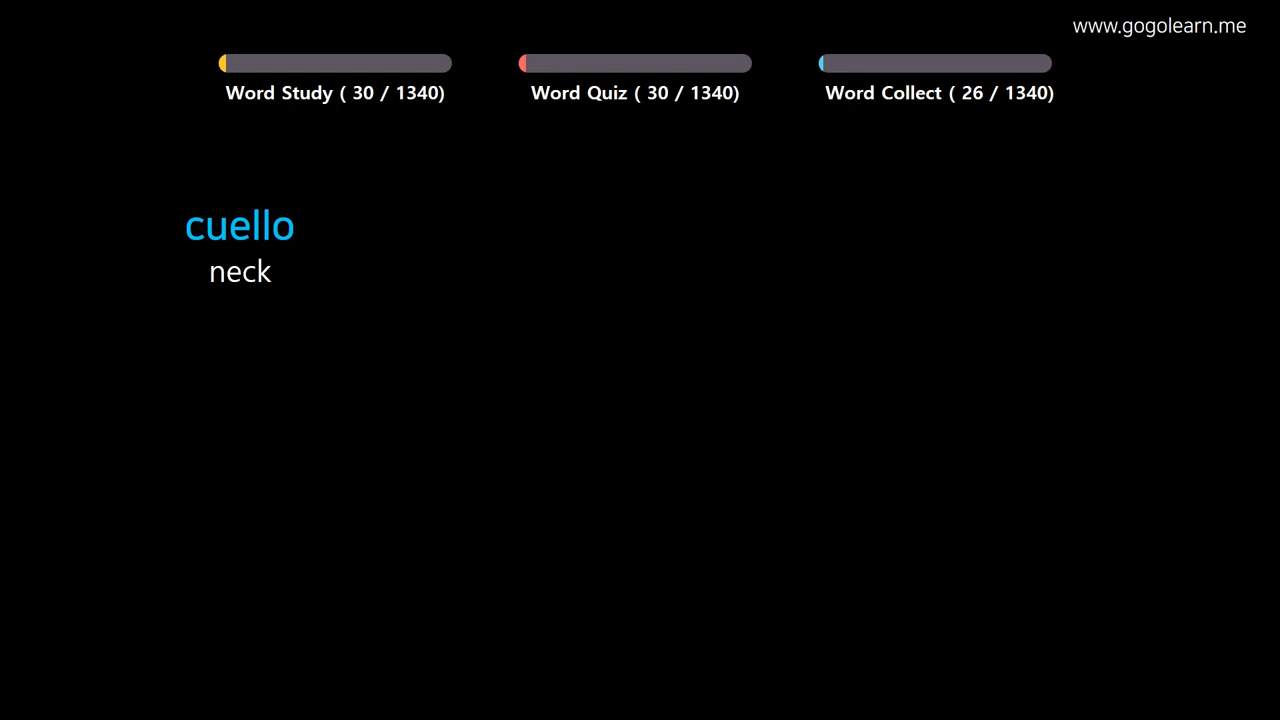 www.gogolearn.me
Word Study ( 30 / 1340)
Word Quiz ( 30 / 1340)
Word Collect ( 26 / 1340)
cuello
neck